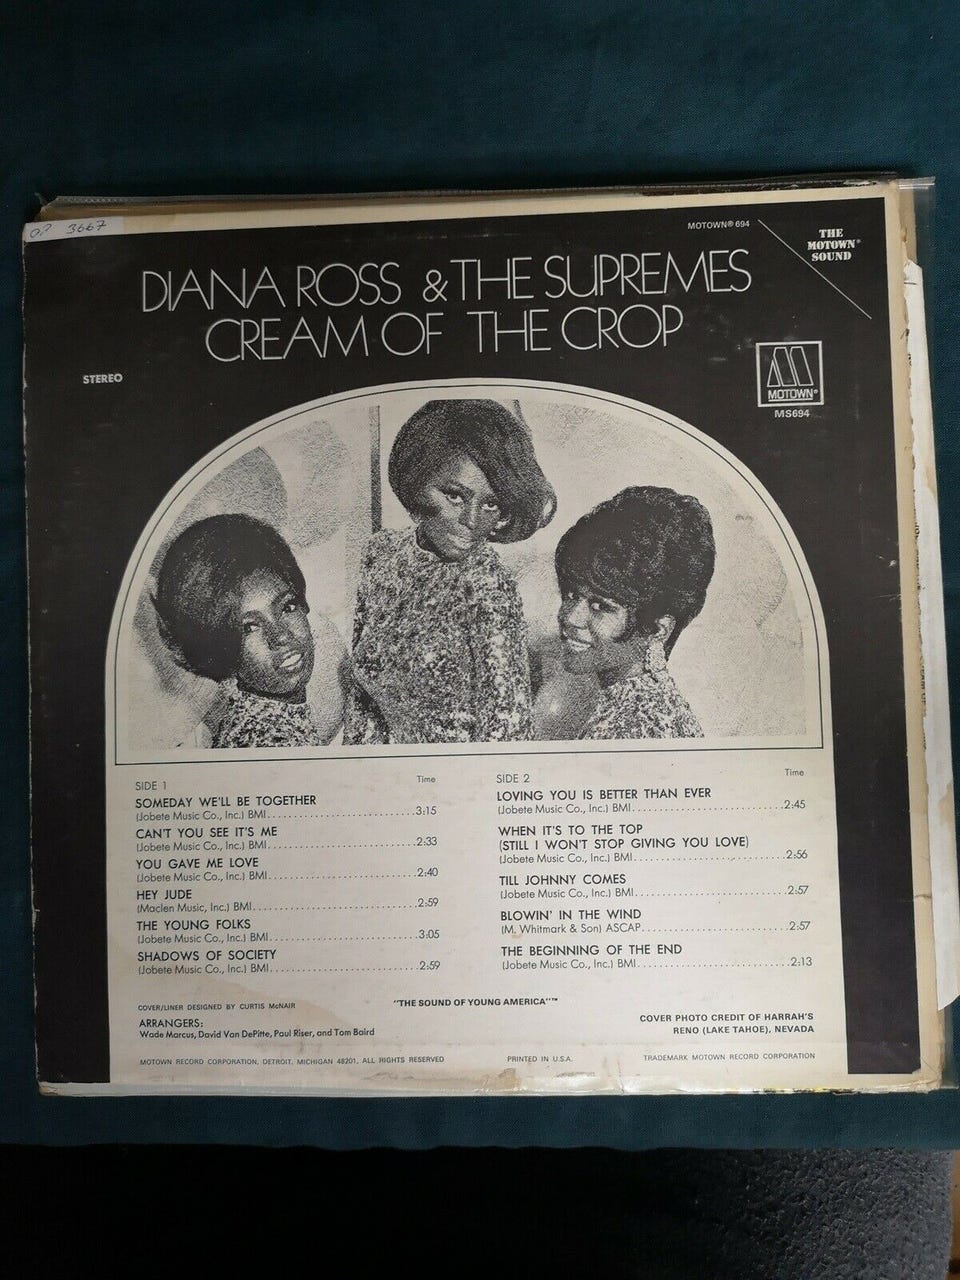 O.P 3667
MOTOWN® 694
THE
MOTOWN®
SOUND
DIANA ROSS & THE SUPREMES
CREAM OF THE CROP
STEREO
MOTOWN®
MS694
SIDE 1 Time
SOMEDAY WE'LL BE TOGETHER
(Jobete Music Co., Inc.) BMI 3:15
CAN'T YOU SEE IT'S ME
(Jobete Music Co., Inc.) BMI 2:33
YOU GAVE ME LOVE
(Jobete Music Co., Inc.) BMI 2:40
HEY JUDE
(Maclen Music, Inc.) BMI 2:59
THE YOUNG FOLKS
(Jobete Music Co., Inc.) BMI 3:05
SHADOWS OF SOCIETY
(Jobete Music Co., Inc.) BMI 2:59
SIDE 2 Time
LOVING YOU IS BETTER THAN EVER
(Jobete Music Co., Inc.) BMI 2:45
WHEN IT'S TO THE TOP
(STILL I WON'T STOP GIVING YOU LOVE)
(Jobete Music Co., Inc.) BMI 2:56
TILL JOHNNY COMES
(Jobete Music Co., Inc.) BMI 2:57
BLOWIN' IN THE WIND
(M. Whitmark & Son) ASCAP 2:57
THE BEGINNING OF THE END
(Jobete Music Co., Inc.) BMI 2:13
COVER/LINER DESIGNED BY CURTIS McNAIR
"THE SOUND OF YOUNG AMERICA"™
ARRANGERS:
Wade Marcus, David Van DePitte, Paul Riser, and Tom Baird
COVER PHOTO CREDIT OF HARRAH'S
RENO (LAKE TAHOE), NEVADA
MOTOWN RECORD CORPORATION, DETROIT, MICHIGAN 48201, ALL RIGHTS RESERVED
PRINTED IN U.S.A.
TRADEMARK MOTOWN RECORD CORPORATION